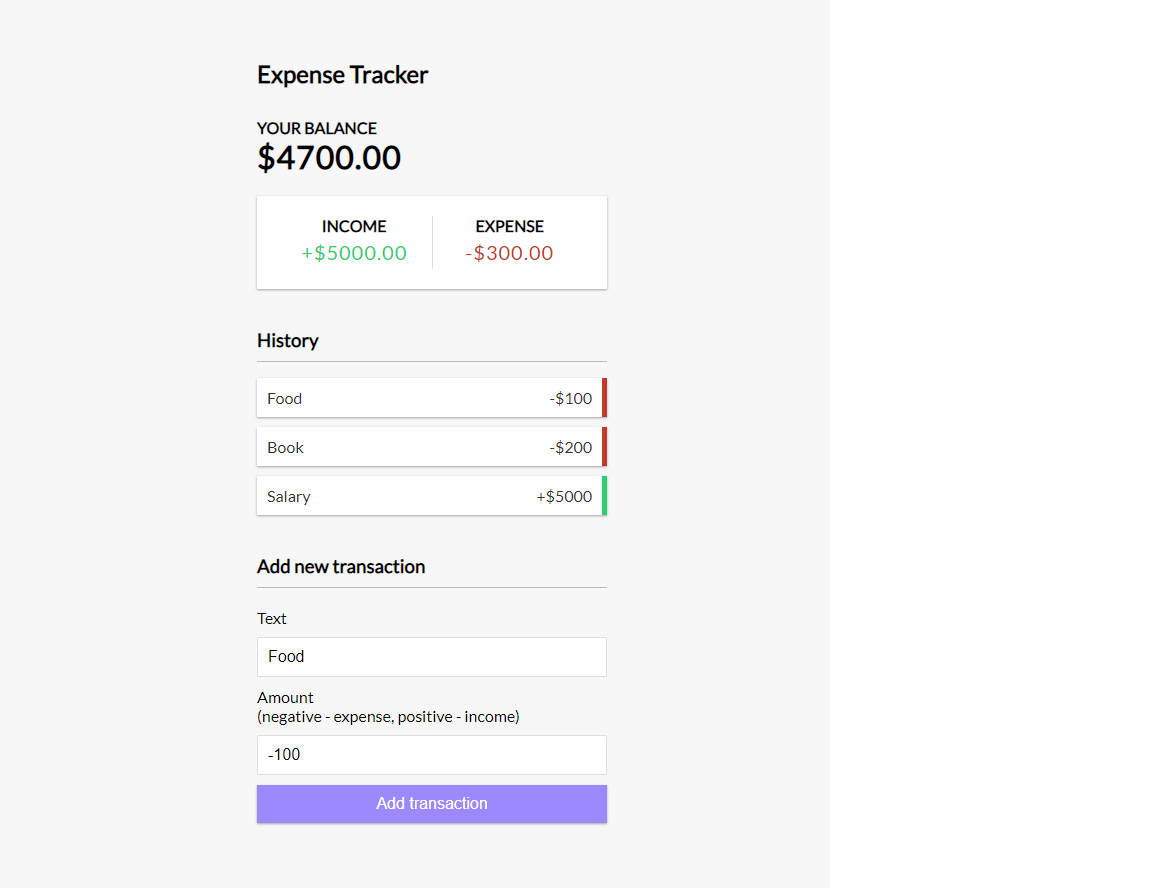 Expense Tracker
YOUR BALANCE
$4700.00
INCOME EXPENSE
+$5000.00 -$300.00
History
Food -$100
Book -$200
Salary +$5000
Add new transaction
Text
Food
Amount
(negative - expense, positive - income)
-100
Add transaction